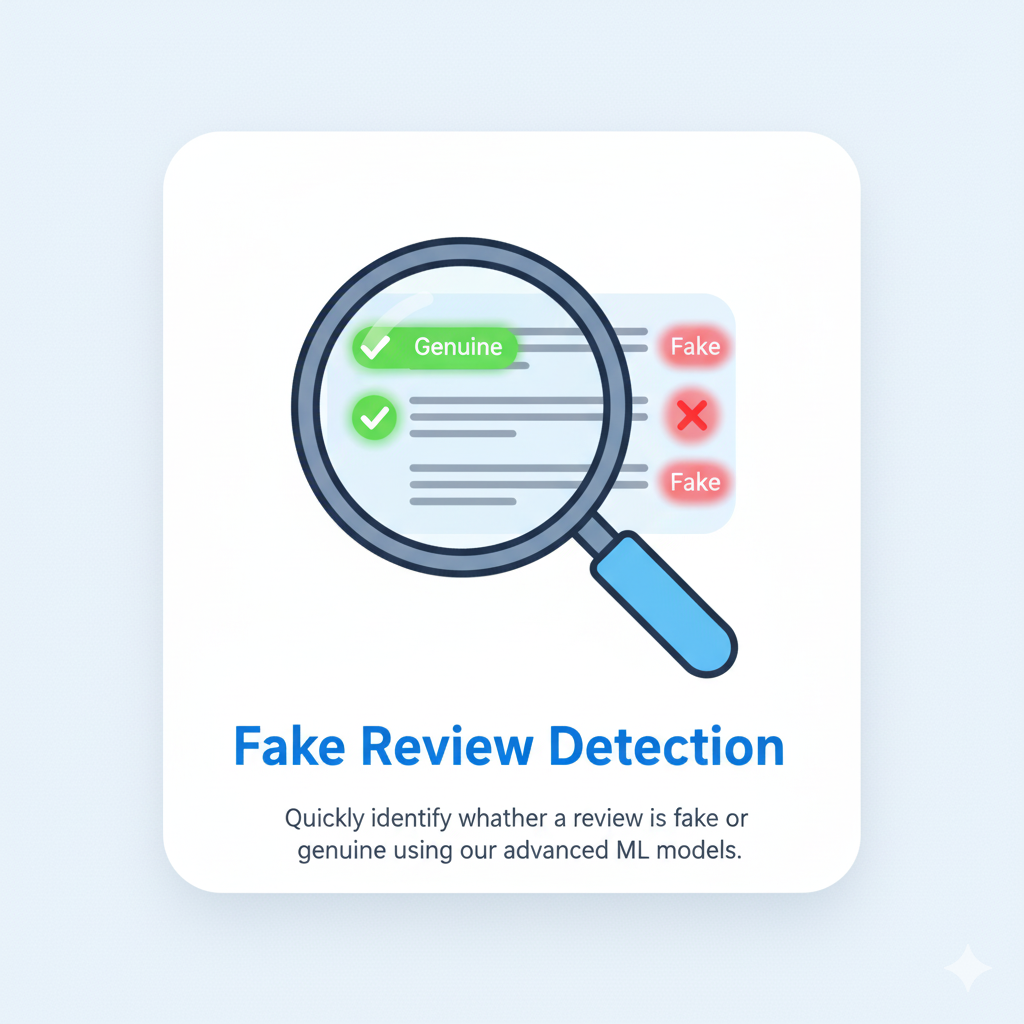 Genuine
Fake
Fake
Fake Review Detection
Quickly identify whather a review is fake or
genuine using our advanced ML models.